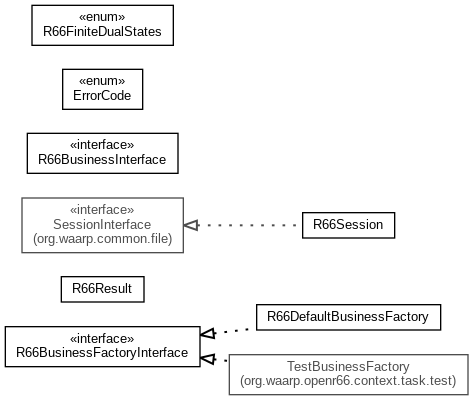 «enum»
R66FiniteDualStates
«enum»
ErrorCode
«interface»
R66BusinessInterface
«interface»
SessionInterface
(org.waarp.common.file)
R66Session
R66Result
R66DefaultBusinessFactory
«interface»
R66BusinessFactoryInterface
TestBusinessFactory
(org.waarp.openr66.context.task.test)